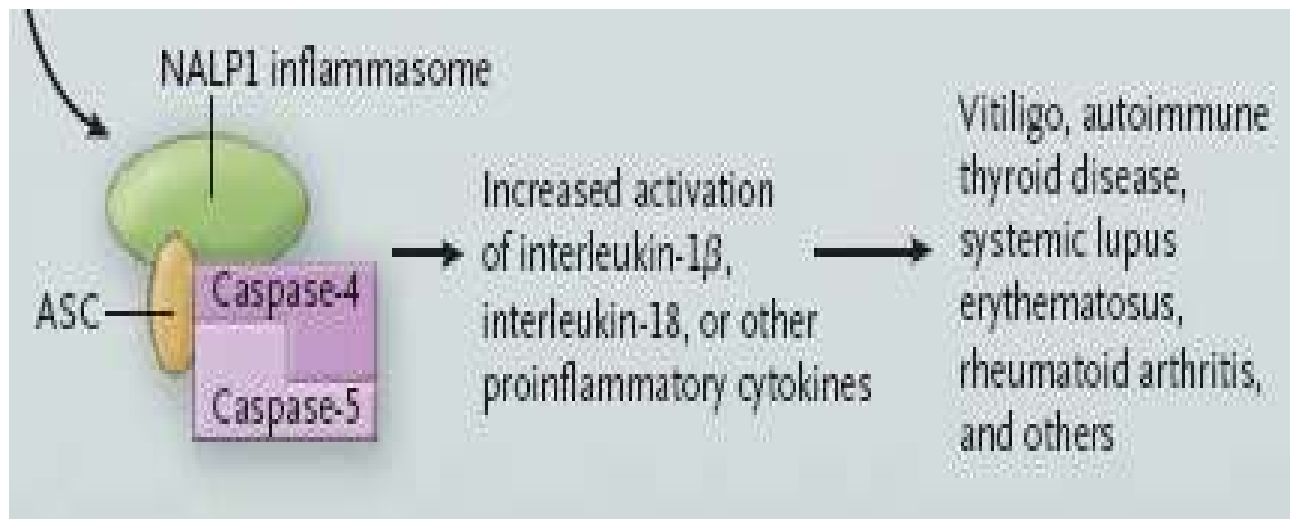 NALP1 inflammasome
ASC
Caspase-4
Caspase-5
Increased activation
of interleukin-1β,
interleukin-18, or other
proinflammatory cytokines
Vitiligo, autoimmune
thyroid disease,
systemic lupus
erythematosus,
rheumatoid arthritis,
and others